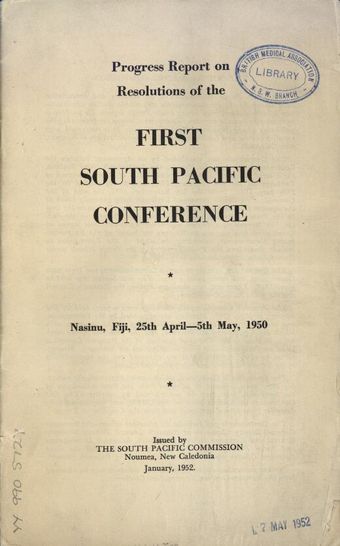 Progress Report on
Resolutions of the
BRITISH MEDICAL ASSOCIATION
LIBRARY
N. S. W. BRANCH
FIRST
SOUTH PACIFIC
CONFERENCE
*
Nasinu, Fiji, 25th April—5th May, 1950
*
Issued by
THE SOUTH PACIFIC COMMISSION
Noumea, New Caledonia
January, 1952.
MAY 1952